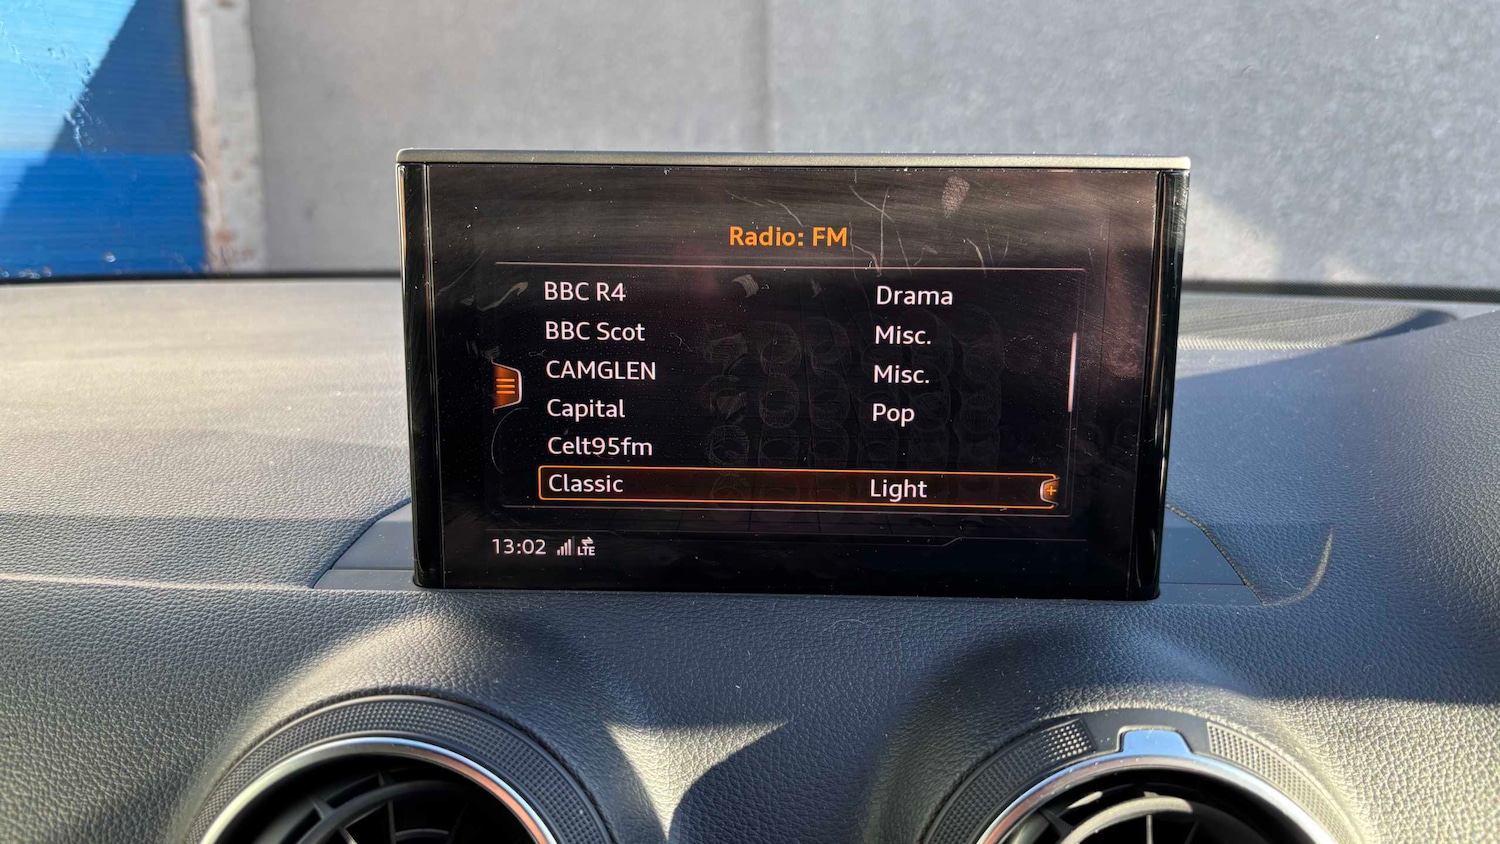 Radio: FM
BBC R4 Drama
BBC Scot Misc.
CAMGLEN Misc.
Capital Pop
Celt95fm
Classic Light +
13:02 LTE